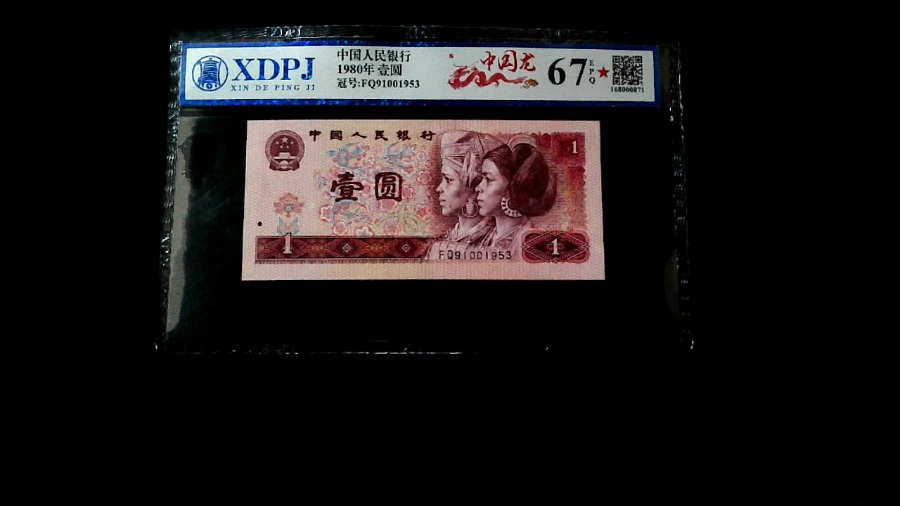 XDPJ
XIN DE PING JI
中国人民银行
1980年 壹圆
冠号:FQ91001953
中国龙
67
EPQ
168000871
中国人民银行
1
壹圆
1
FQ91001953
1